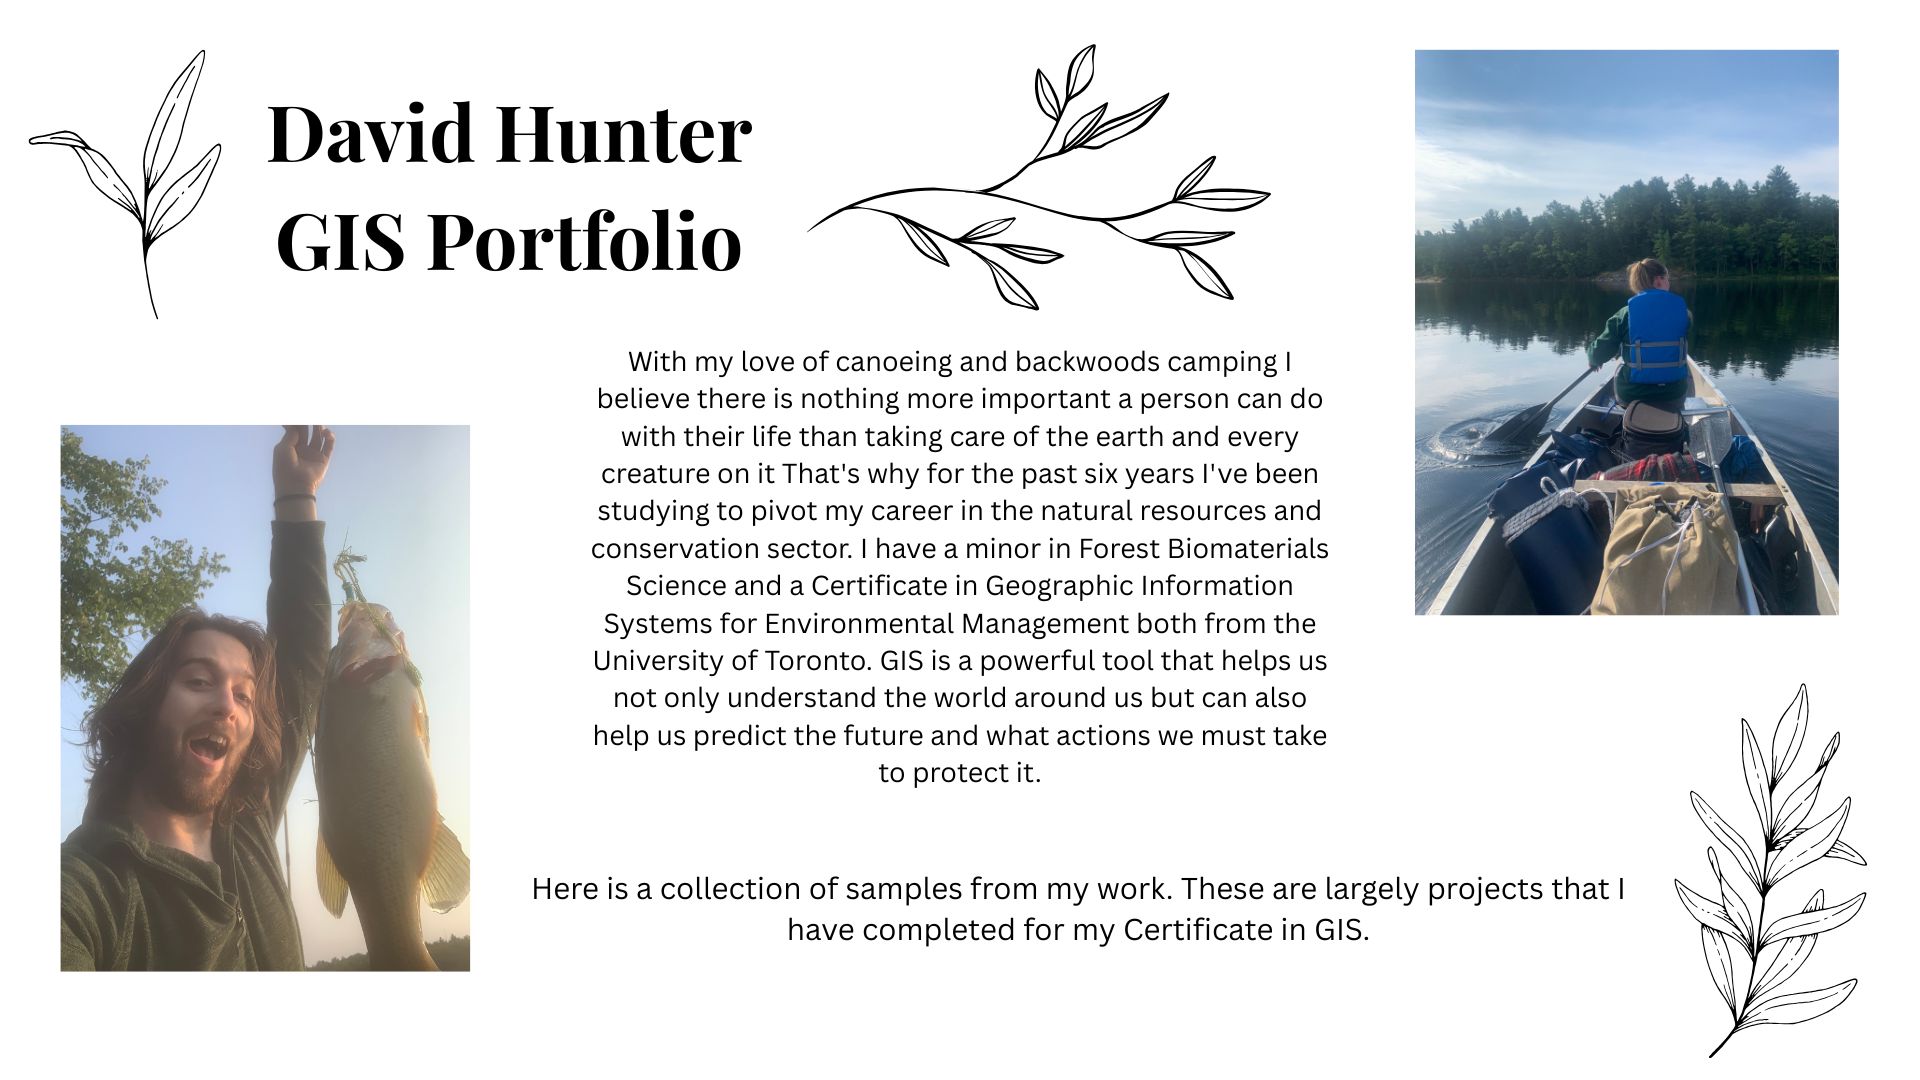 David Hunter
GIS Portfolio
With my love of canoeing and backwoods camping I
believe there is nothing more important a person can do
with their life than taking care of the earth and every
creature on it That's why for the past six years I've been
studying to pivot my career in the natural resources and
conservation sector. I have a minor in Forest Biomaterials
Science and a Certificate in Geographic Information
Systems for Environmental Management both from the
University of Toronto. GIS is a powerful tool that helps us
not only understand the world around us but can also
help us predict the future and what actions we must take
to protect it.
Here is a collection of samples from my work. These are largely projects that I
have completed for my Certificate in GIS.